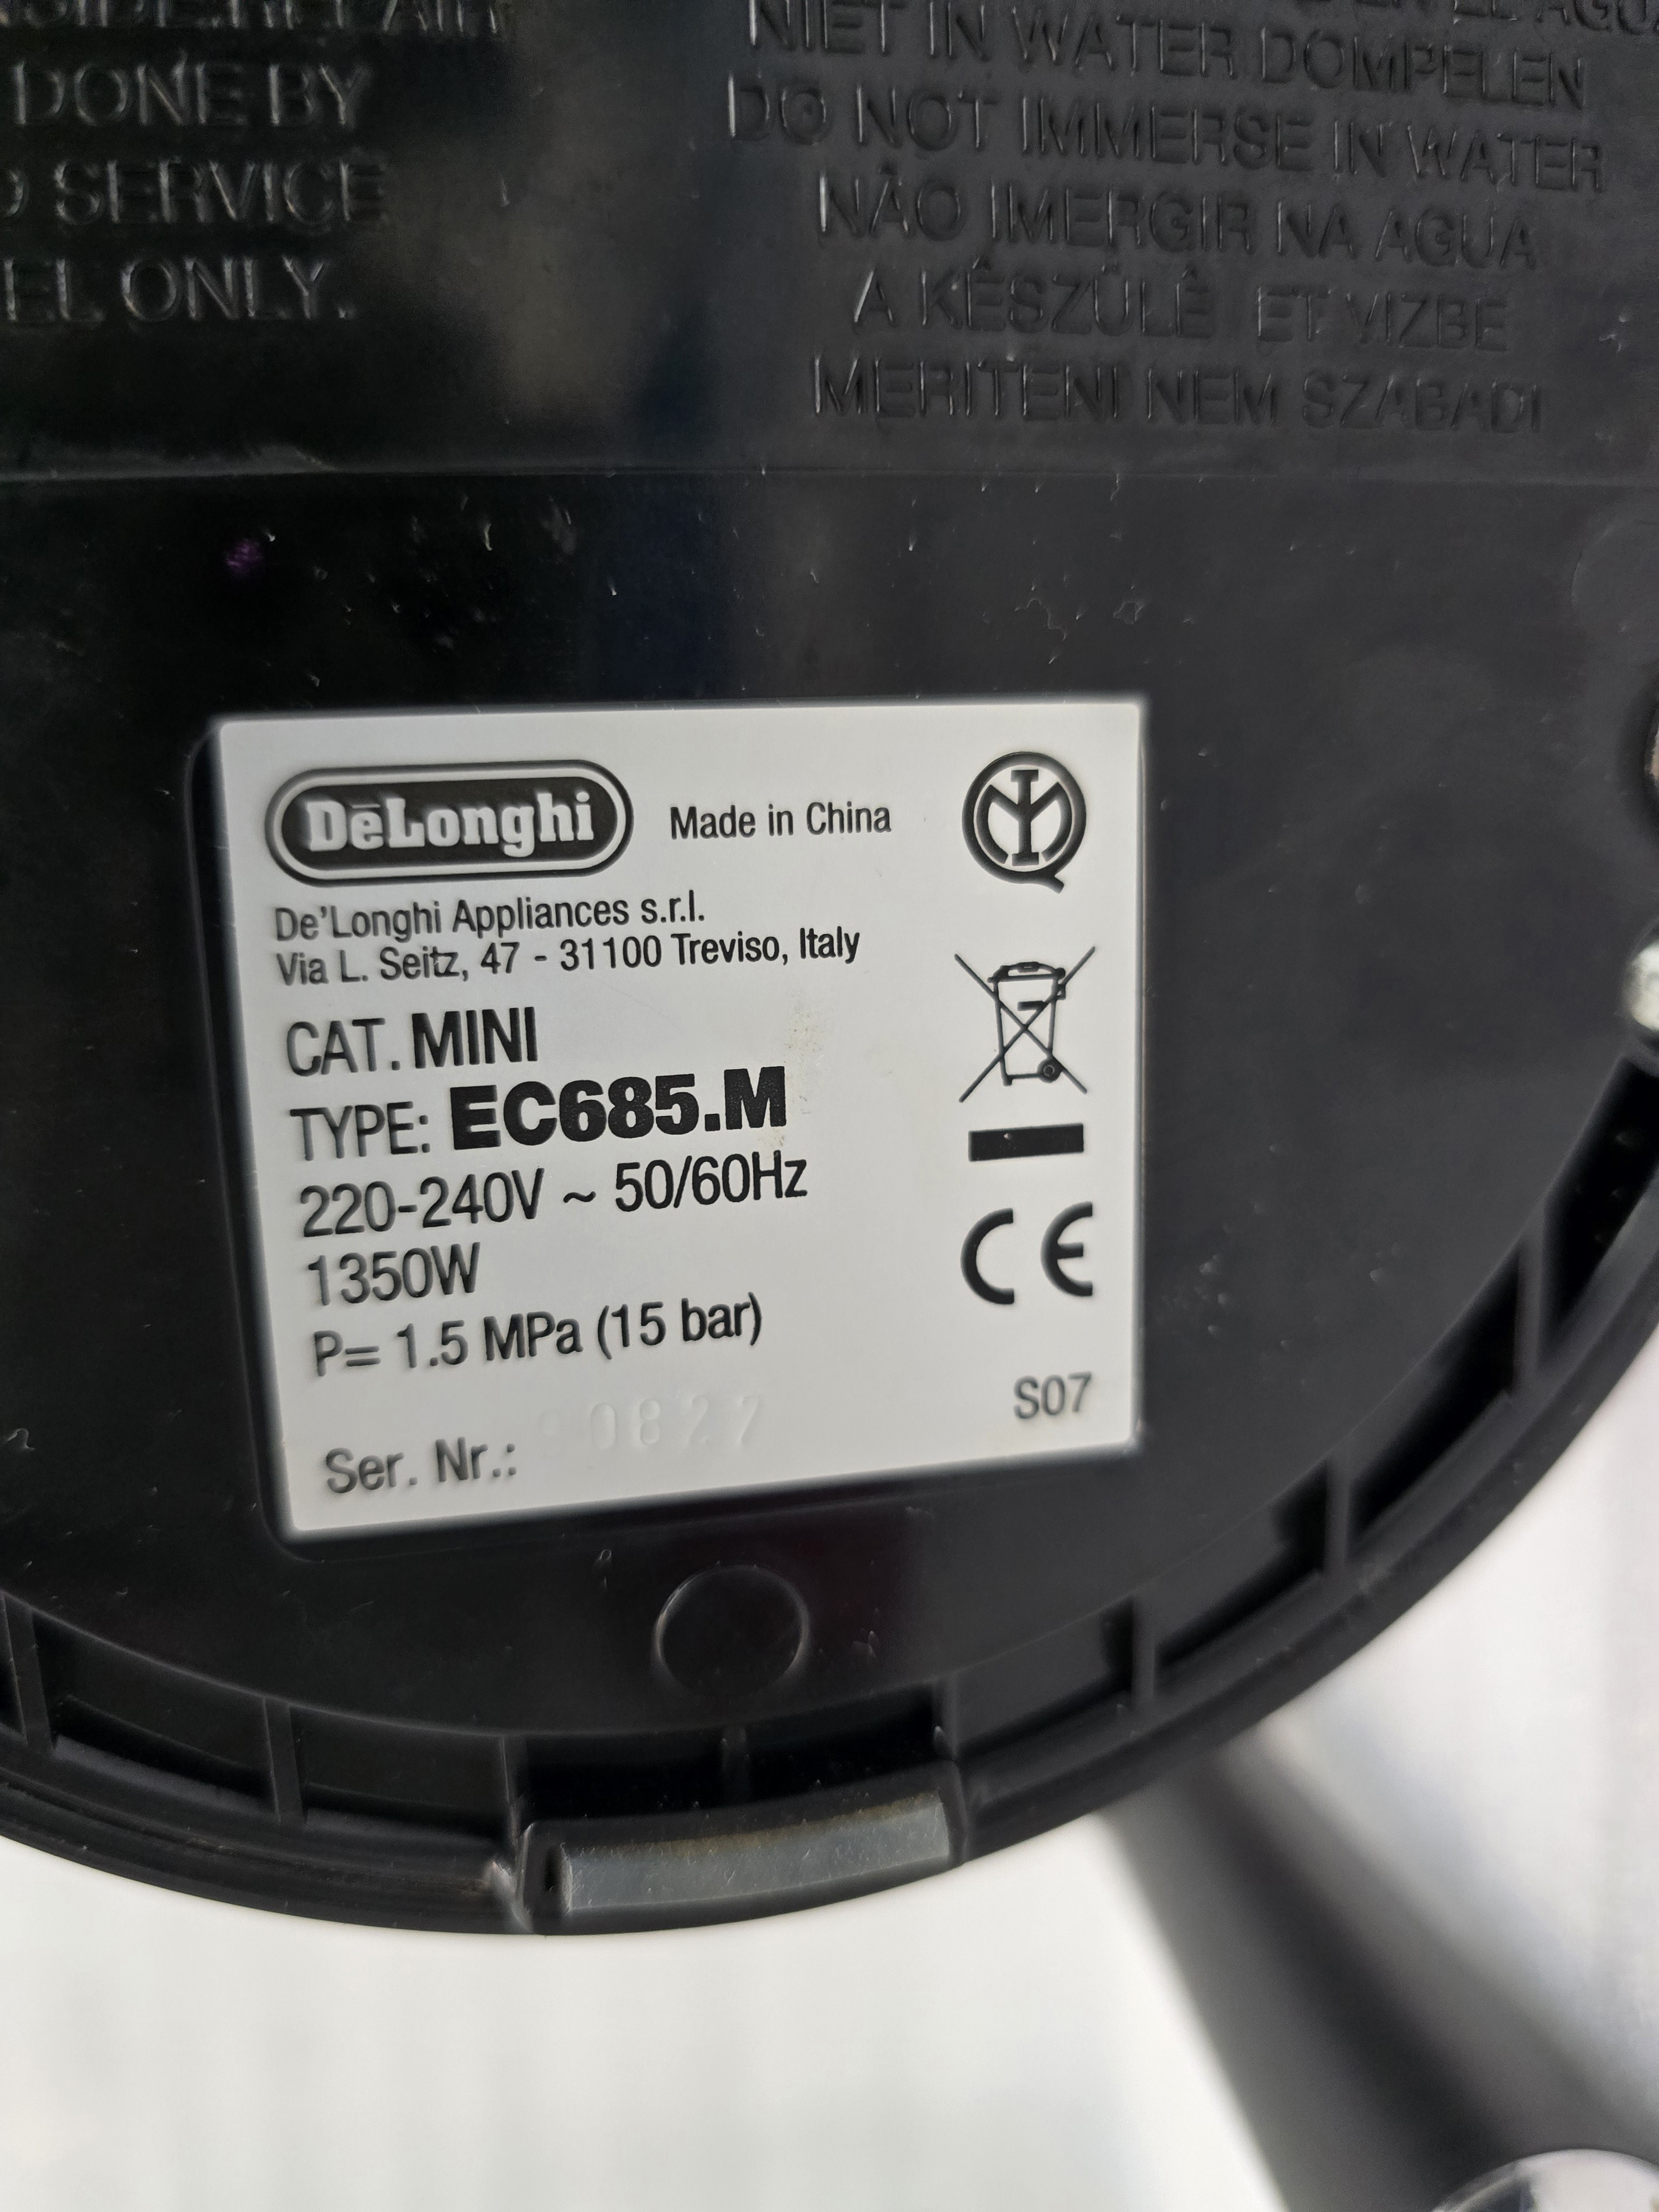 DONE BY
SERVICE
ONLY.
NIET IN WATER DOMPELEN
DO NOT IMMERSE IN WATER
NÃO IMERGIR NA AGUA
A KÉSZÜLÉ ET VIZBE
MERITENI NEM SZABADI
DēLonghi Made in China
De'Longhi Appliances s.r.l.
Via L. Seitz, 47 - 31100 Treviso, Italy
CAT. MINI
TYPE: EC685.M
220-240V ~ 50/60Hz
1350W
P= 1.5 MPa (15 bar)
CE
S07
Ser. Nr.: